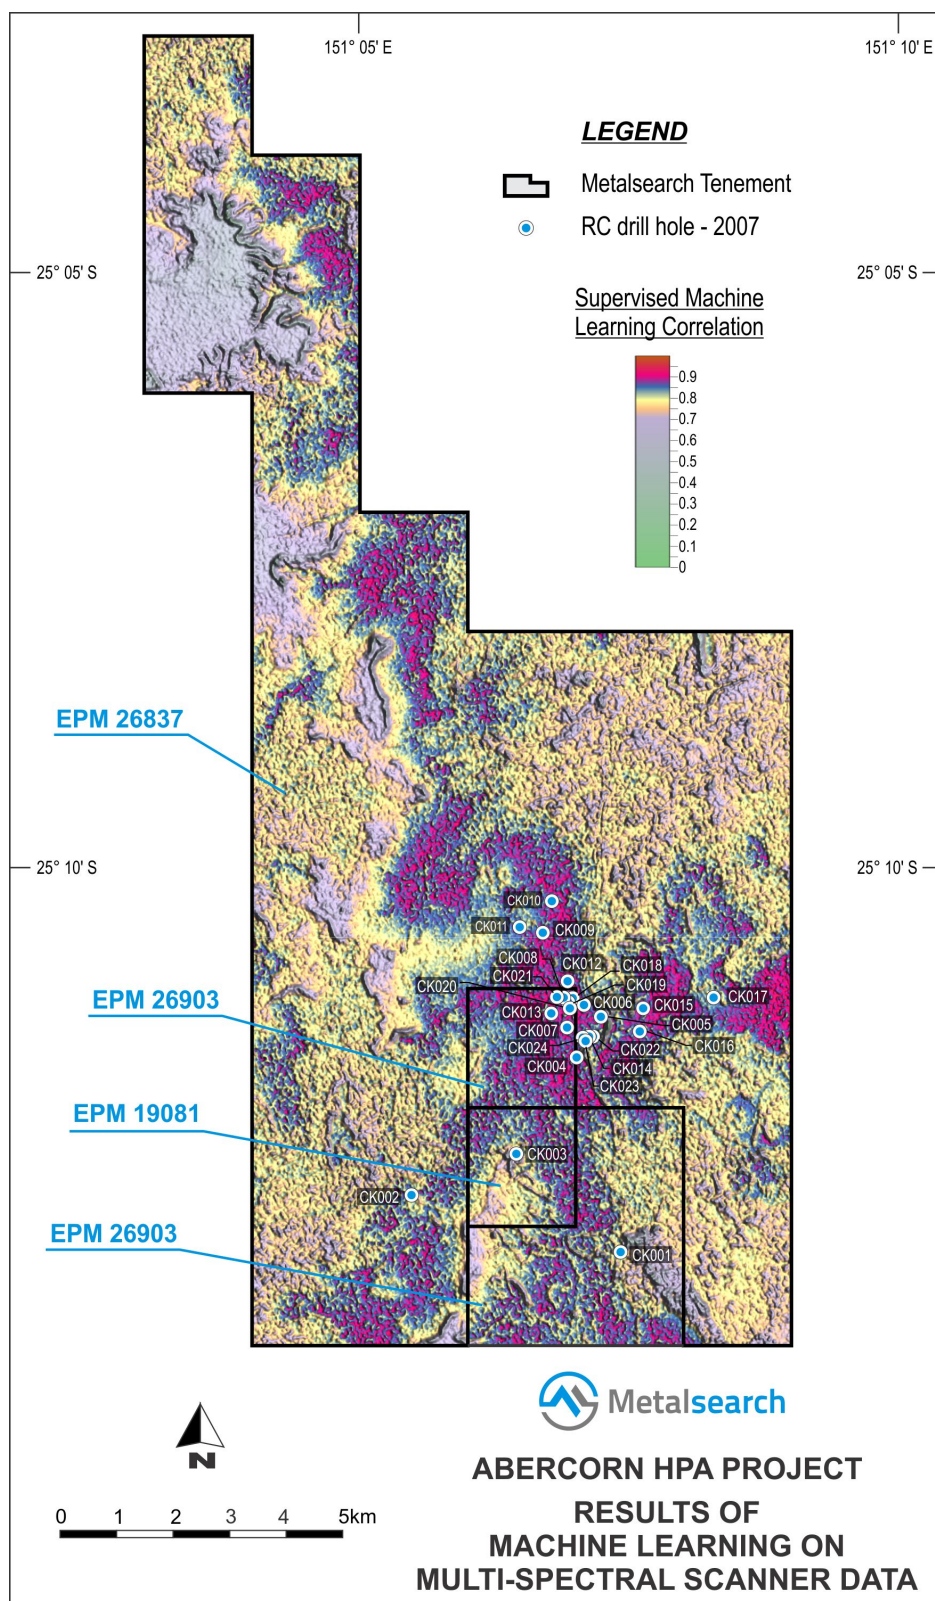 151° 05' E
151° 10' E
LEGEND
Metalsearch Tenement
RC drill hole - 2007
25° 05' S
25° 05' S
Supervised Machine
Learning Correlation
0.9
0.8
0.7
0.6
0.5
0.4
0.3
0.2
0.1
0
EPM 26837
25° 10' S
25° 10' S
CK010
CK011
CK009
CK008
CK012
CK018
CK021
CK019
CK020
CK006
CK015
CK017
EPM 26903
CK013
CK005
CK007
CK024
CK022
CK016
CK004
CK014
CK023
EPM 19081
CK003
CK002
EPM 26903
CK001
Metalsearch
N
ABERCORN HPA PROJECT
RESULTS OF
MACHINE LEARNING ON
MULTI-SPECTRAL SCANNER DATA
0 1 2 3 4 5km